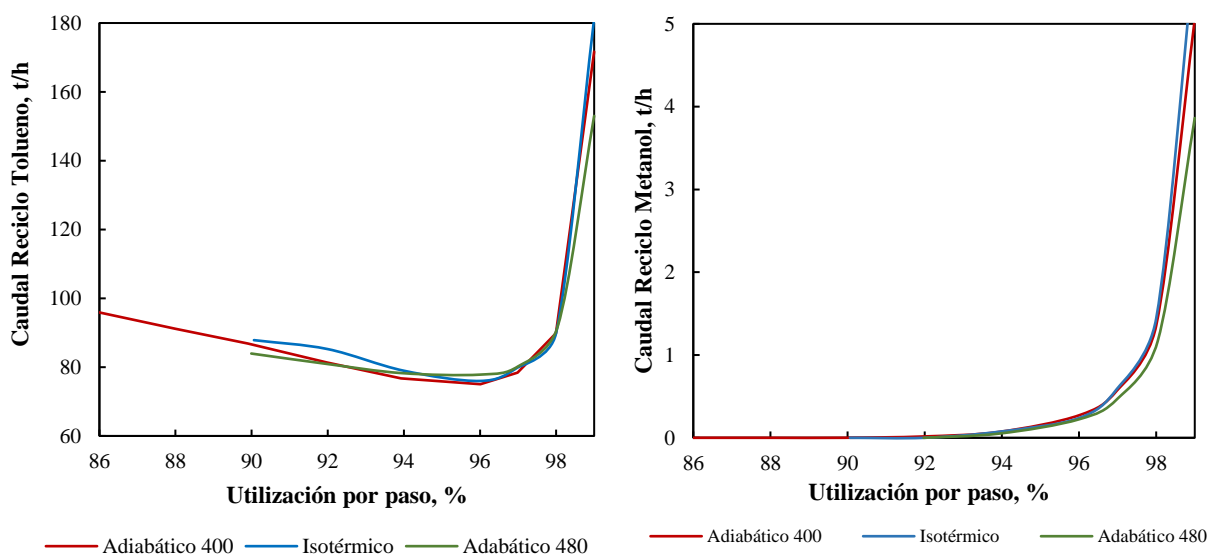 180
160
140
120
100
80
60
Caudal Reciclo Tolueno, t/h
86 88 90 92 94 96 98
Utilización por paso, %
Adiabático 400 Isotérmico Adabático 480
5
4
3
2
1
0
Caudal Reciclo Metanol, t/h
86 88 90 92 94 96 98
Utilización por paso, %
Adiabático 400 Isotérmico Adabático 480